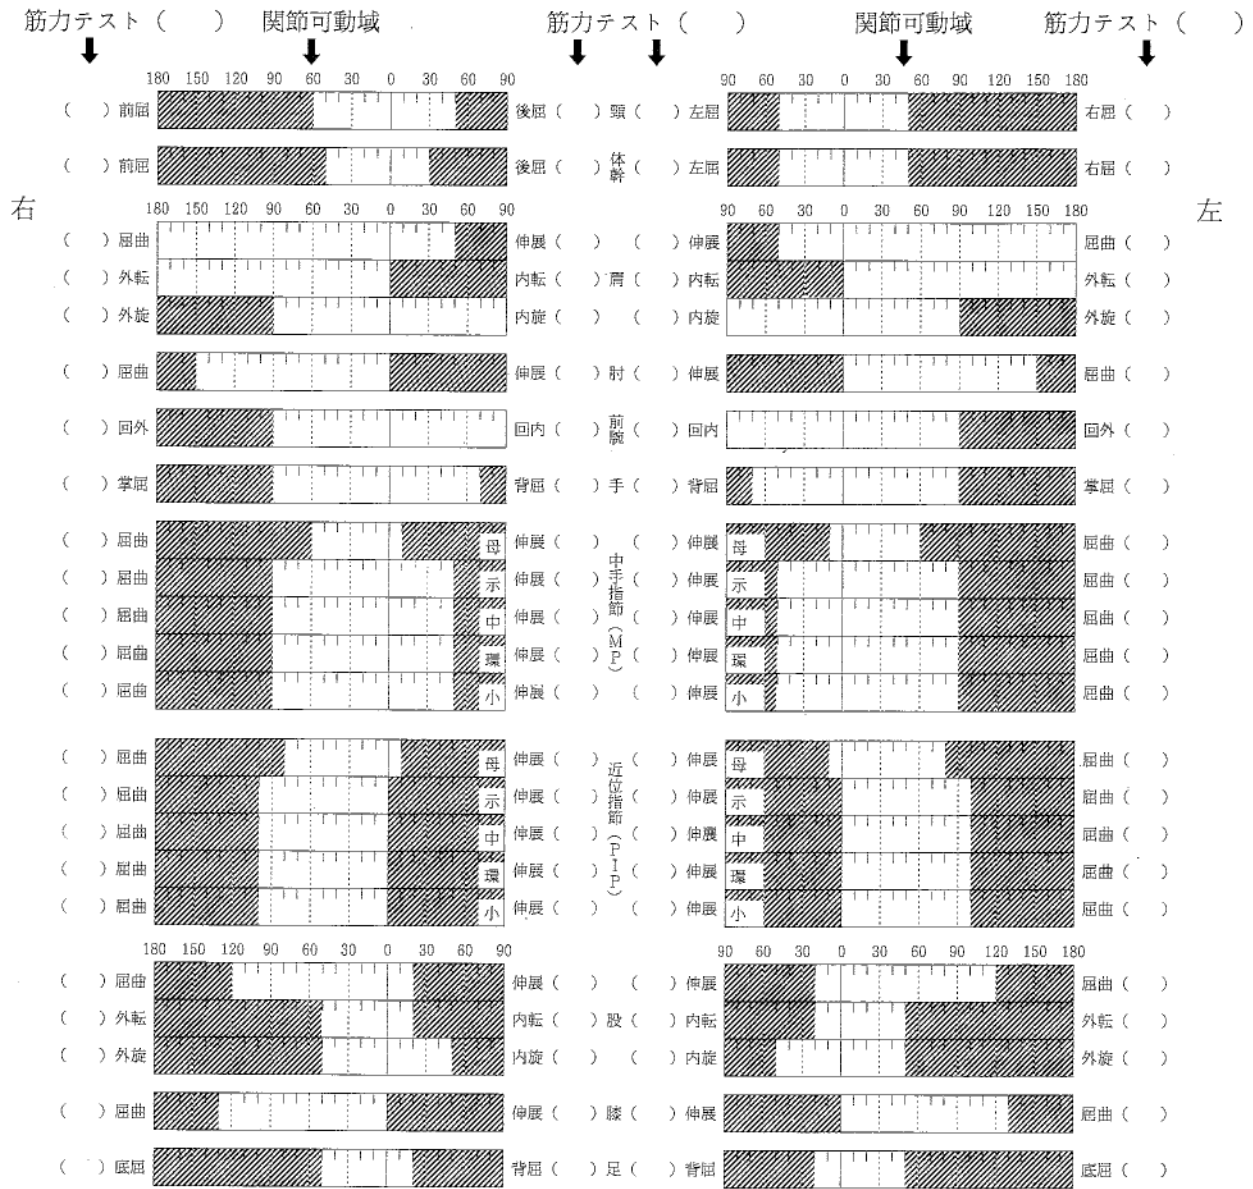 筋力テスト（　　） 関節可動域 筋力テスト（　　） 関節可動域 筋力テスト（　　）
180 150 120 90 60 30 0 30 60 90 90 60 30 0 30 60 90 120 150 180
（　）前屈 後屈（　）頸（　）左屈 右屈（　）
（　）前屈 後屈（　）体幹（　）左屈 右屈（　）
右 左
180 150 120 90 60 30 0 30 60 90 90 60 30 0 30 60 90 120 150 180
（　）屈曲 伸展（　） （　）伸展 屈曲（　）
（　）外転 内転（　）肩（　）内転 外転（　）
（　）外旋 内旋（　） （　）内旋 外旋（　）
（　）屈曲 伸展（　）肘（　）伸展 屈曲（　）
（　）回外 回内（　）前腕（　）回内 回外（　）
（　）掌屈 背屈（　）手（　）背屈 掌屈（　）
中手指節（MP）
（　）屈曲 母 伸展（　） （　）伸展 母 屈曲（　）
（　）屈曲 示 伸展（　） （　）伸展 示 屈曲（　）
（　）屈曲 中 伸展（　） （　）伸展 中 屈曲（　）
（　）屈曲 環 伸展（　） （　）伸展 環 屈曲（　）
（　）屈曲 小 伸展（　） （　）伸展 小 屈曲（　）
近位指節（PIP）
（　）屈曲 母 伸展（　） （　）伸展 母 屈曲（　）
（　）屈曲 示 伸展（　） （　）伸展 示 屈曲（　）
（　）屈曲 中 伸展（　） （　）伸展 中 屈曲（　）
（　）屈曲 環 伸展（　） （　）伸展 環 屈曲（　）
（　）屈曲 小 伸展（　） （　）伸展 小 屈曲（　）
180 150 120 90 60 30 0 30 60 90 90 60 30 0 30 60 90 120 150 180
（　）屈曲 伸展（　） （　）伸展 屈曲（　）
（　）外転 内転（　）股（　）内転 外転（　）
（　）外旋 内旋（　） （　）内旋 外旋（　）
（　）屈曲 伸展（　）膝（　）伸展 屈曲（　）
（　）底屈 背屈（　）足（　）背屈 底屈（　）